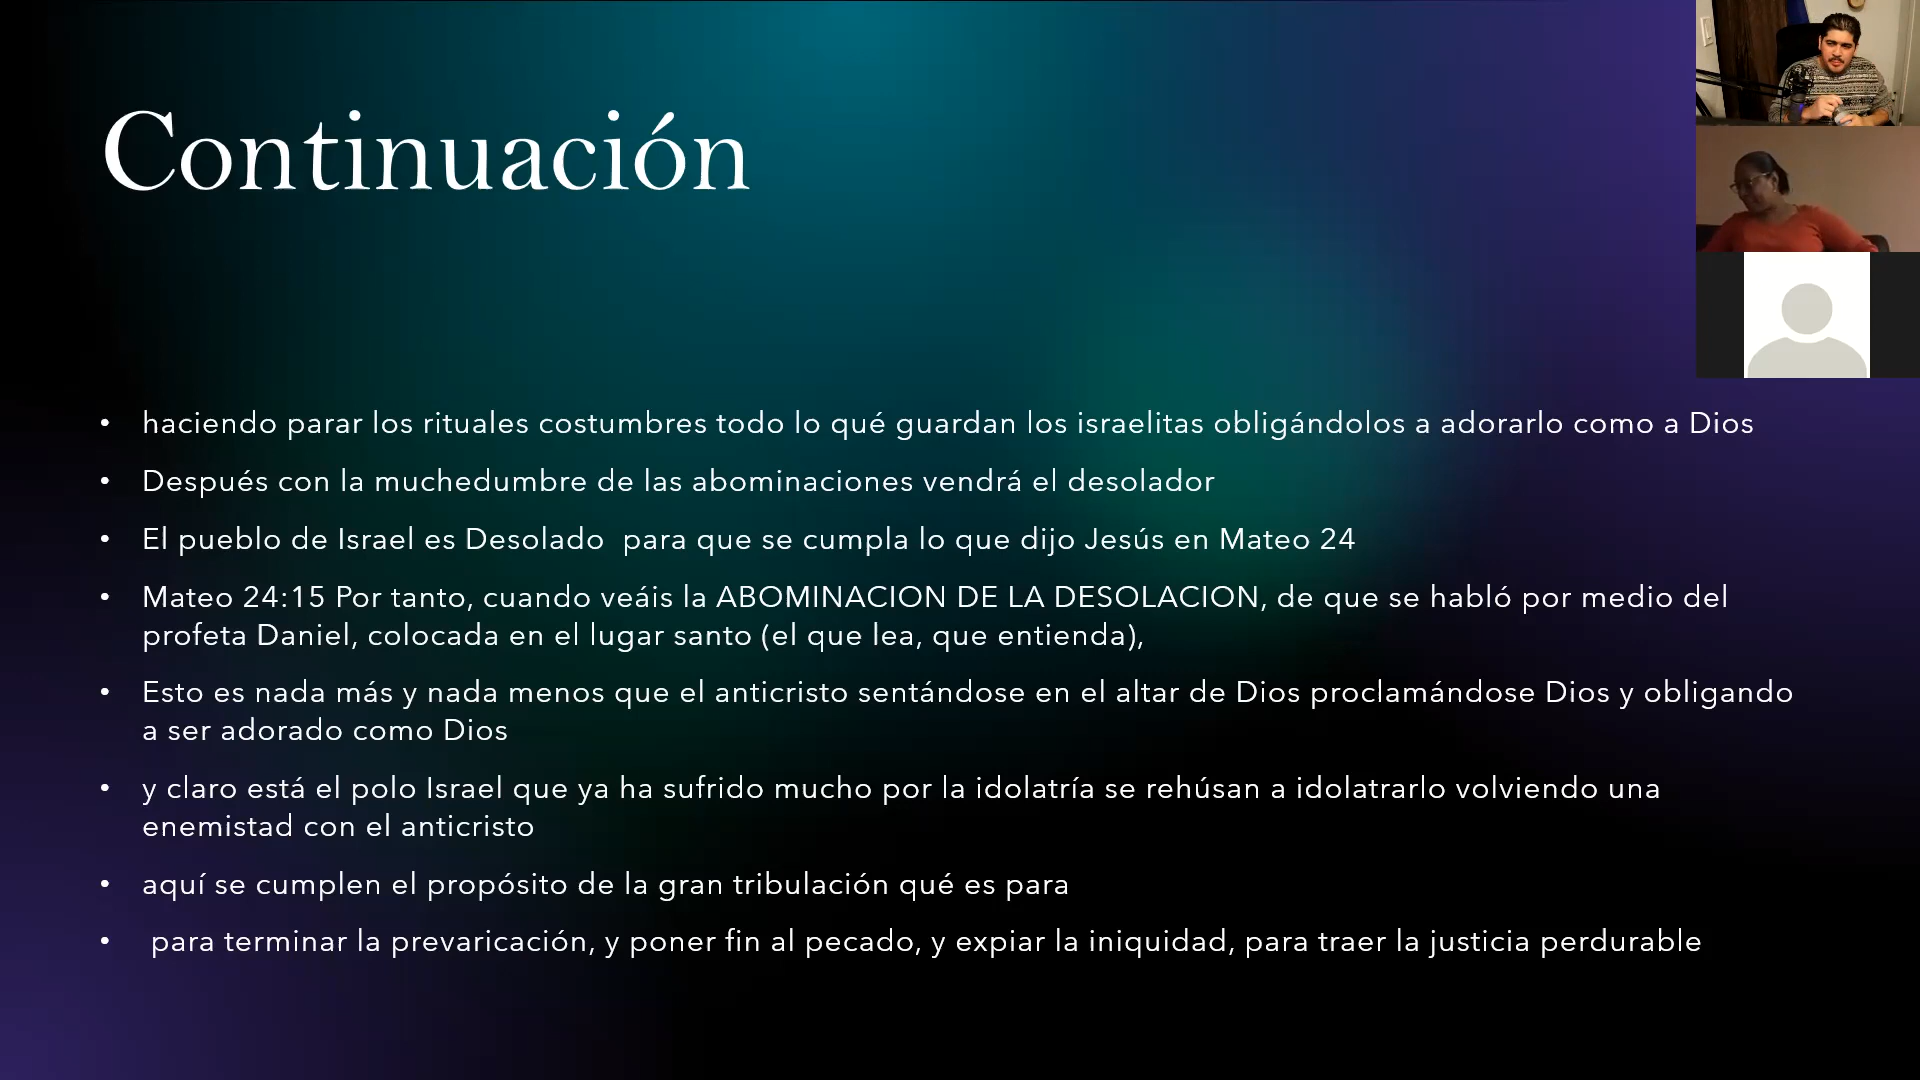 Continuación
• haciendo parar los rituales costumbres todo lo qué guardan los israelitas obligándolos a adorarlo como a Dios
• Después con la muchedumbre de las abominaciones vendrá el desolador
• El pueblo de Israel es Desolado  para que se cumpla lo que dijo Jesús en Mateo 24
• Mateo 24:15 Por tanto, cuando veáis la ABOMINACION DE LA DESOLACION, de que se habló por medio del
profeta Daniel, colocada en el lugar santo (el que lea, que entienda),
• Esto es nada más y nada menos que el anticristo sentándose en el altar de Dios proclamándose Dios y obligando
a ser adorado como Dios
• y claro está el polo Israel que ya ha sufrido mucho por la idolatría se rehúsan a idolatrarlo volviendo una
enemistad con el anticristo
• aquí se cumplen el propósito de la gran tribulación qué es para
• para terminar la prevaricación, y poner fin al pecado, y expiar la iniquidad, para traer la justicia perdurable